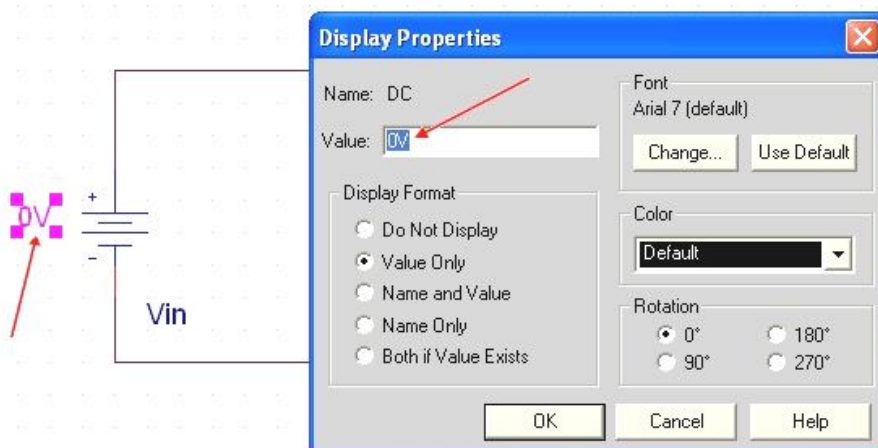 Display Properties
Name: DC
Value: 0V
Font
Arial 7 (default)
Change...
Use Default
Display Format
Do Not Display
Value Only
Name and Value
Name Only
Both if Value Exists
Color
Default
Rotation
0°
180°
90°
270°
OK
Cancel
Help
0V
+
-
Vin